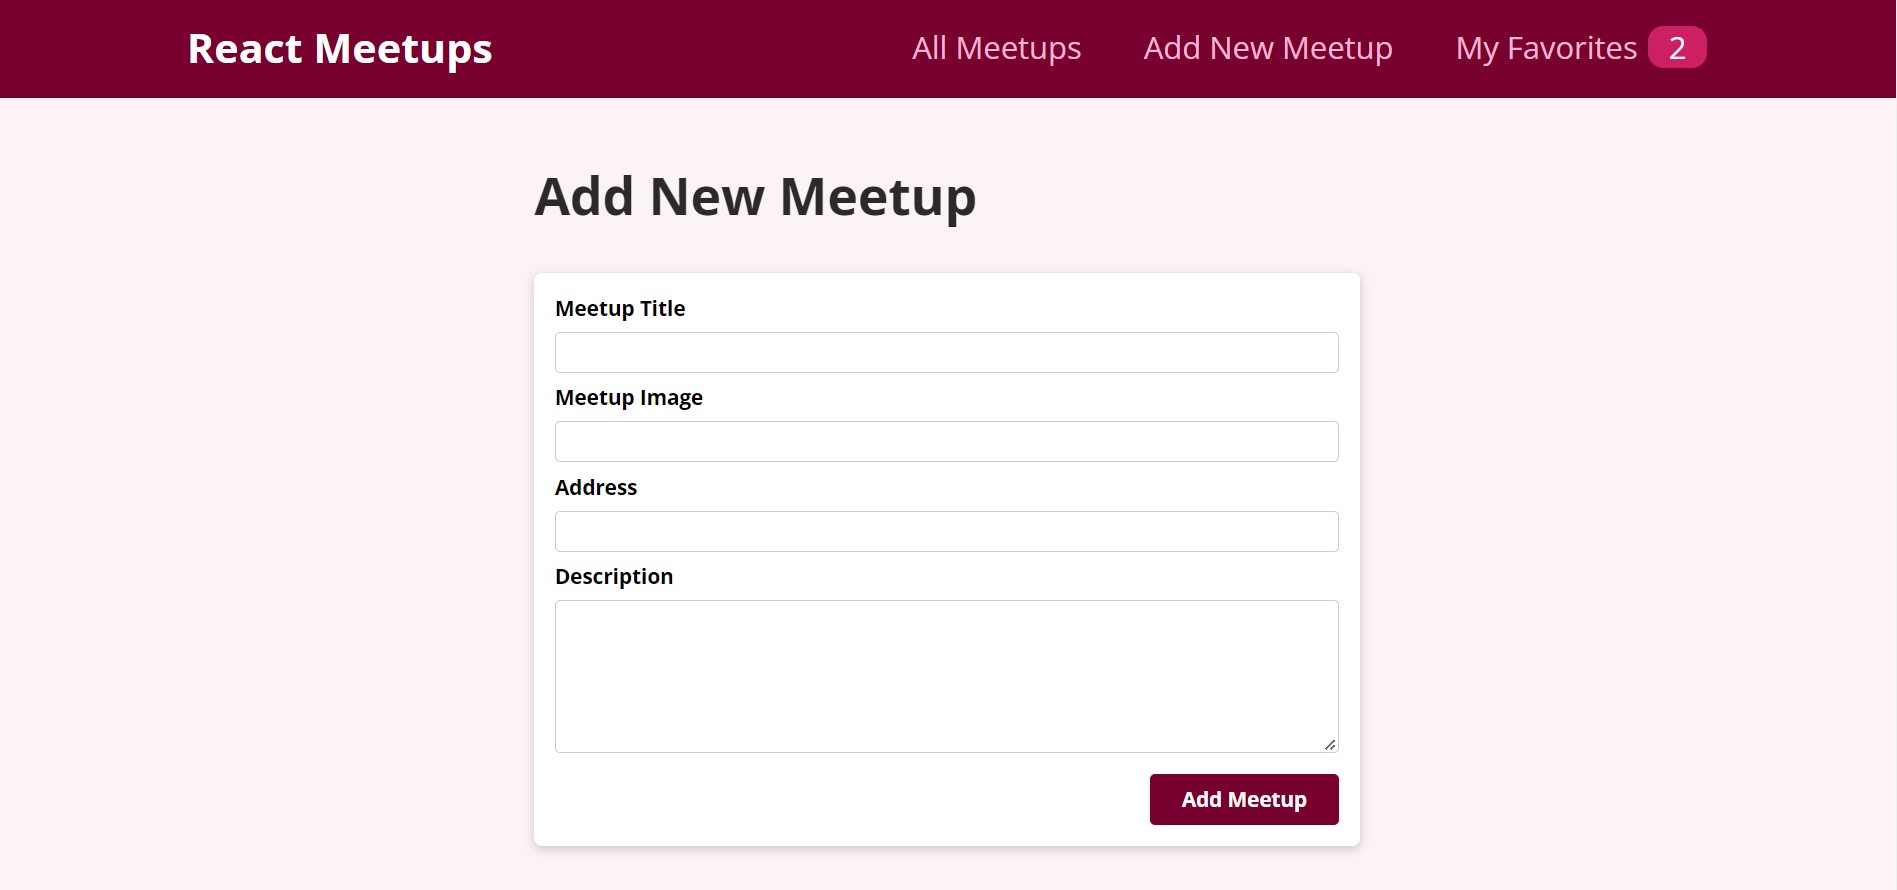 React Meetups
All Meetups
Add New Meetup
My Favorites 2
Add New Meetup
Meetup Title
Meetup Image
Address
Description
Add Meetup